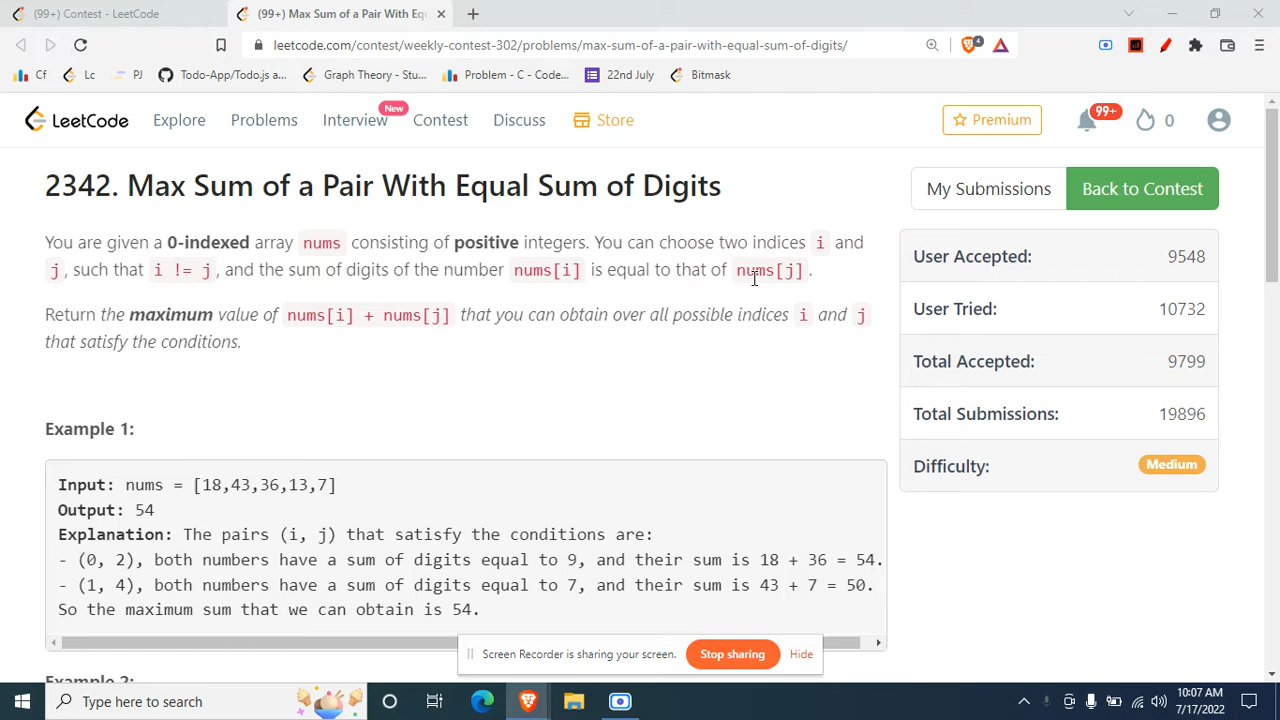 (99+) Contest - LeetCode
(99+) Max Sum of a Pair With Equ
leetcode.com/contest/weekly-contest-302/problems/max-sum-of-a-pair-with-equal-sum-of-digits/
4
Cf
Lc
PJ
Todo-App/Todo.js a...
Graph Theory - Stu...
Problem - C - Code...
22nd July
Bitmask
LeetCode
Explore
Problems
Interview
New
Contest
Discuss
Store
Premium
99+
0
2342. Max Sum of a Pair With Equal Sum of Digits
My Submissions
Back to Contest
You are given a 0-indexed array nums consisting of positive integers. You can choose two indices i and
j, such that i != j, and the sum of digits of the number nums[i] is equal to that of nums[j].
Return the maximum value of nums[i] + nums[j] that you can obtain over all possible indices i and j
that satisfy the conditions.
User Accepted: 9548
User Tried: 10732
Total Accepted: 9799
Total Submissions: 19896
Difficulty: Medium
Example 1:
Input: nums = [18,43,36,13,7]
Output: 54
Explanation: The pairs (i, j) that satisfy the conditions are:
- (0, 2), both numbers have a sum of digits equal to 9, and their sum is 18 + 36 = 54.
- (1, 4), both numbers have a sum of digits equal to 7, and their sum is 43 + 7 = 50.
So the maximum sum that we can obtain is 54.
Example 2:
Screen Recorder is sharing your screen.
Stop sharing
Hide
Type here to search
10:07 AM
7/17/2022